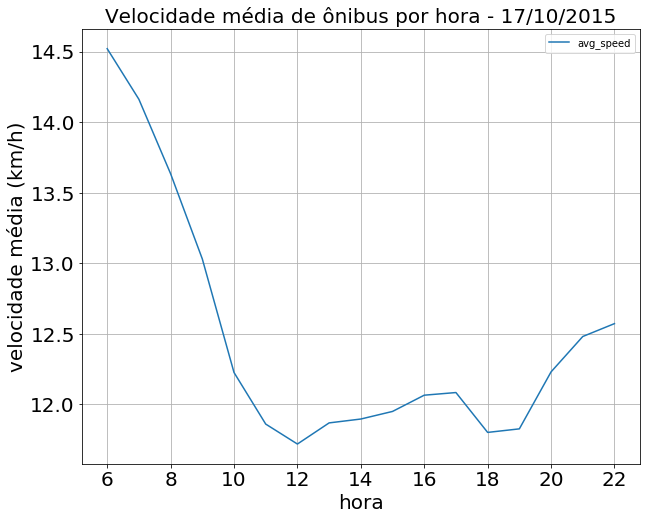 Velocidade média de ônibus por hora - 17/10/2015
avg_speed
14.5
14.0
13.5
13.0
12.5
12.0
velocidade média (km/h)
6 8 10 12 14 16 18 20 22
hora